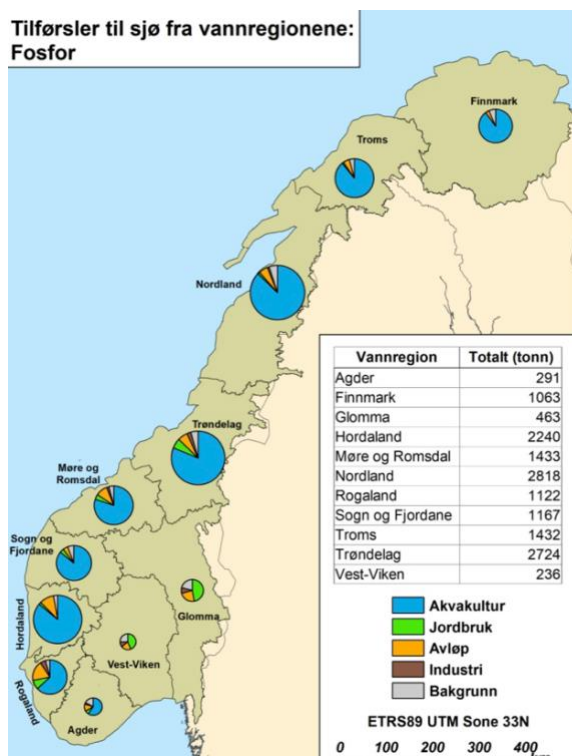 Tilførsler til sjø fra vannregionene:
Fosfor
Finnmark
Troms
Nordland
Trøndelag
Møre og
Romsdal
Sogn og
Fjordane
Hordaland
Rogaland
Agder
Vest-Viken
Glomma
Vannregion Totalt (tonn)
Agder 291
Finnmark 1063
Glomma 463
Hordaland 2240
Møre og Romsdal 1433
Nordland 2818
Rogaland 1122
Sogn og Fjordane 1167
Troms 1432
Trøndelag 2724
Vest-Viken 236
Akvakultur
Jordbruk
Avløp
Industri
Bakgrunn
ETRS89 UTM Sone 33N
0 100 200 300 400